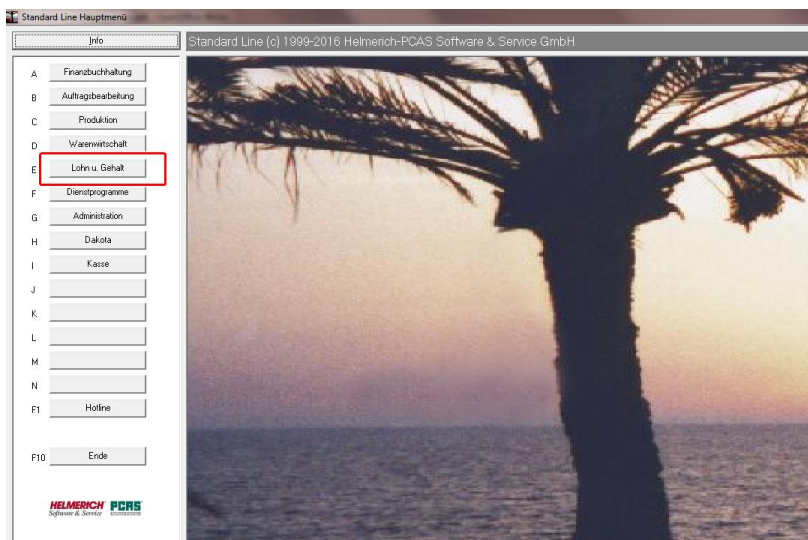 Standard Line Hauptmenü
Info
Standard Line (c) 1999-2016 Helmerich-PCAS Software & Service GmbH
A Finanzbuchhaltung
B Auftragsbearbeitung
C Produktion
D Warenwirtschaft
E Lohn u. Gehalt
F Dienstprogramme
G Administration
H Dakota
I Kasse
J
K
L
M
N
F1 Hotline
F10 Ende
HELMERICH PCAS
Software & Service